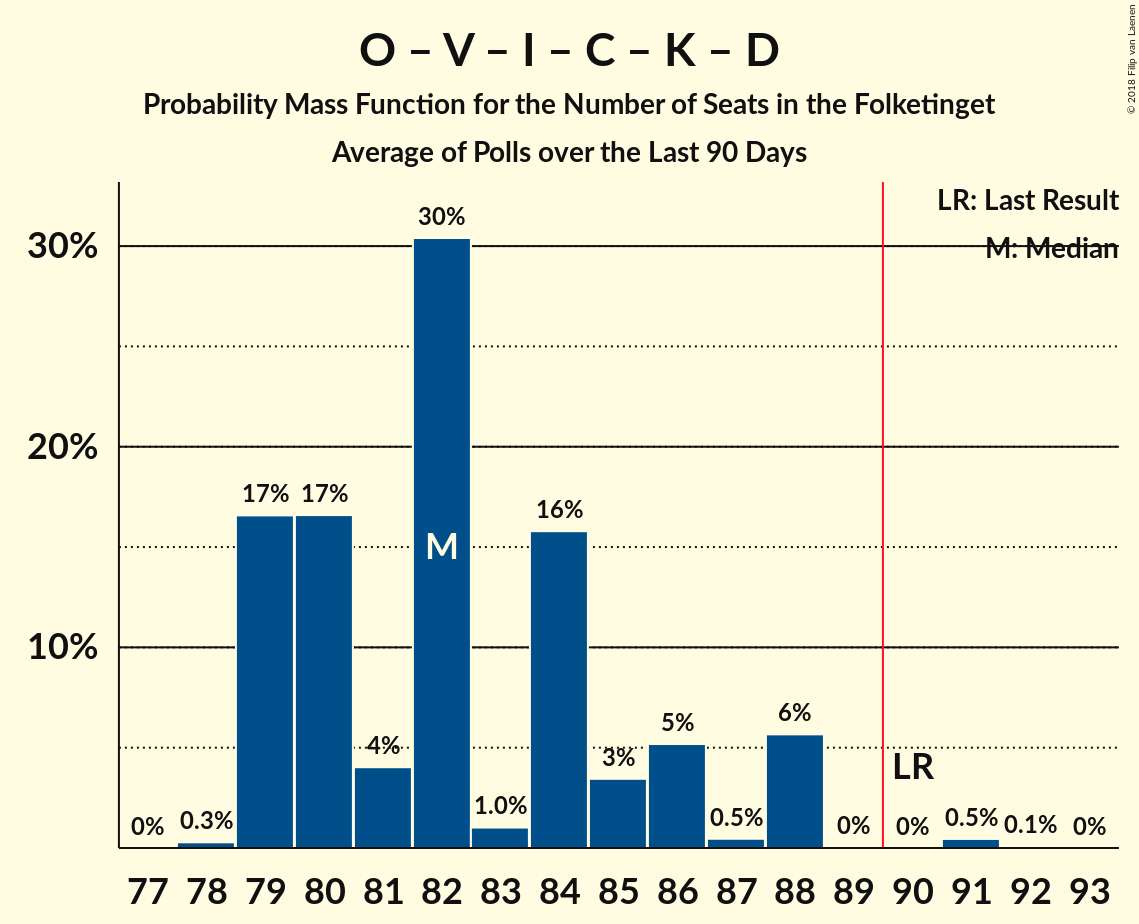 O – V – I – C – K – D
Probability Mass Function for the Number of Seats in the Folketinget
Average of Polls over the Last 90 Days
© 2018 Filip van Laenen
LR: Last Result
M: Median
30%
20%
10%
0%
0.3%
17%
17%
4%
30%
1.0%
16%
3%
5%
0.5%
6%
0%
0%
0.5%
0.1%
0%
M
LR
77 78 79 80 81 82 83 84 85 86 87 88 89 90 91 92 93